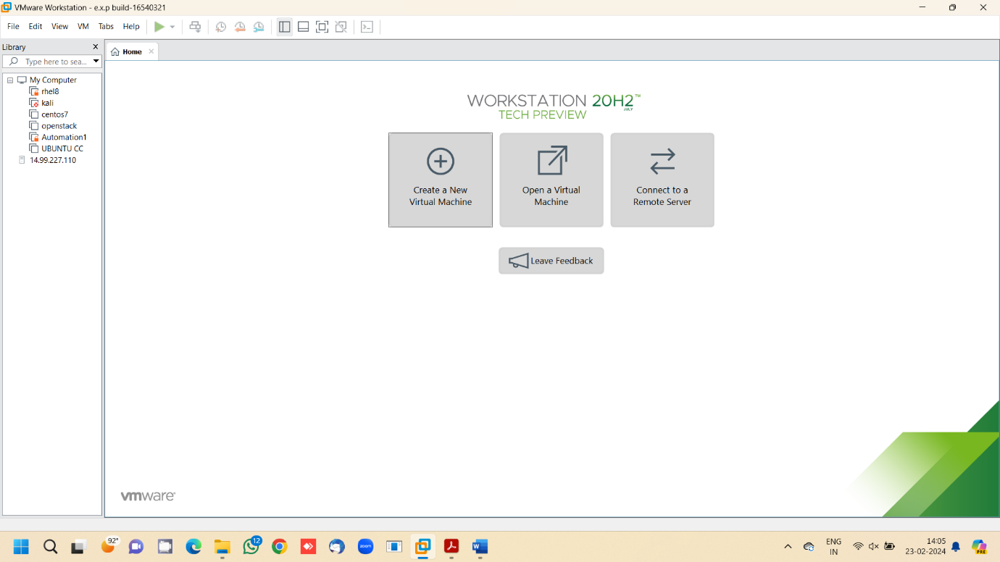 VMware Workstation - e.x.p build-16540321
File Edit View VM Tabs Help
Library
Type here to sea...
Home
My Computer
rhel8
kali
centos7
openstack
Automation1
UBUNTU CC
14.99.227.110
WORKSTATION 20H2™
JULY
TECH PREVIEW
Create a New
Virtual Machine
Open a Virtual
Machine
Connect to a
Remote Server
Leave Feedback
vmware®
92°
12
zoom
W
ENG
IN
14:05
23-02-2024
PRE